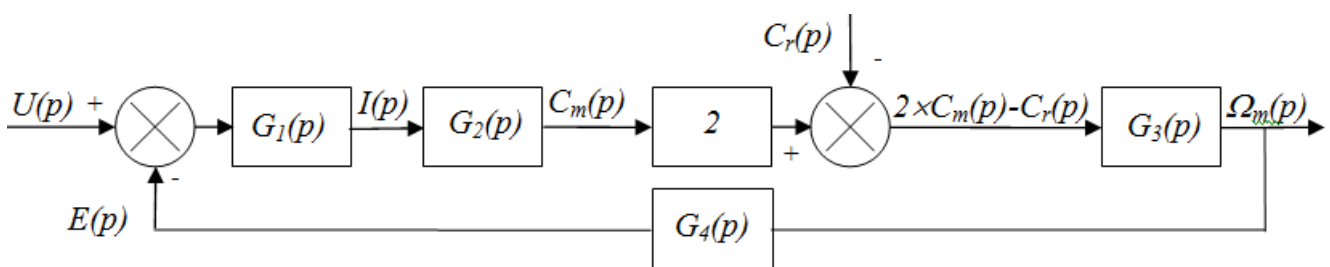 C_r(p)
-
U(p) +
G_1(p)
I(p)
G_2(p)
C_m(p)
2
+
2×C_m(p)-C_r(p)
G_3(p)
Ω_m(p)
-
E(p)
G_4(p)